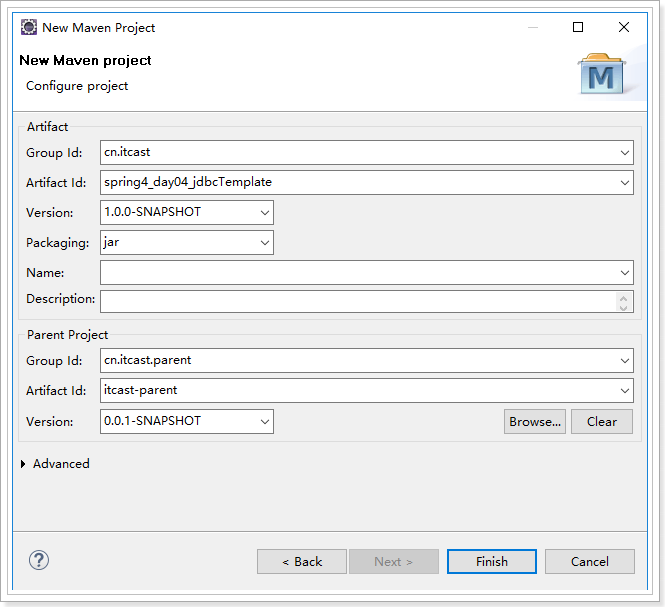 New Maven Project
New Maven project
Configure project
M
Artifact
Group Id: cn.itcast
Artifact Id: spring4_day04_jdbcTemplate
Version: 1.0.0-SNAPSHOT
Packaging: jar
Name:
Description:
Parent Project
Group Id: cn.itcast.parent
Artifact Id: itcast-parent
Version: 0.0.1-SNAPSHOT Browse... Clear
Advanced
? < Back Next > Finish Cancel